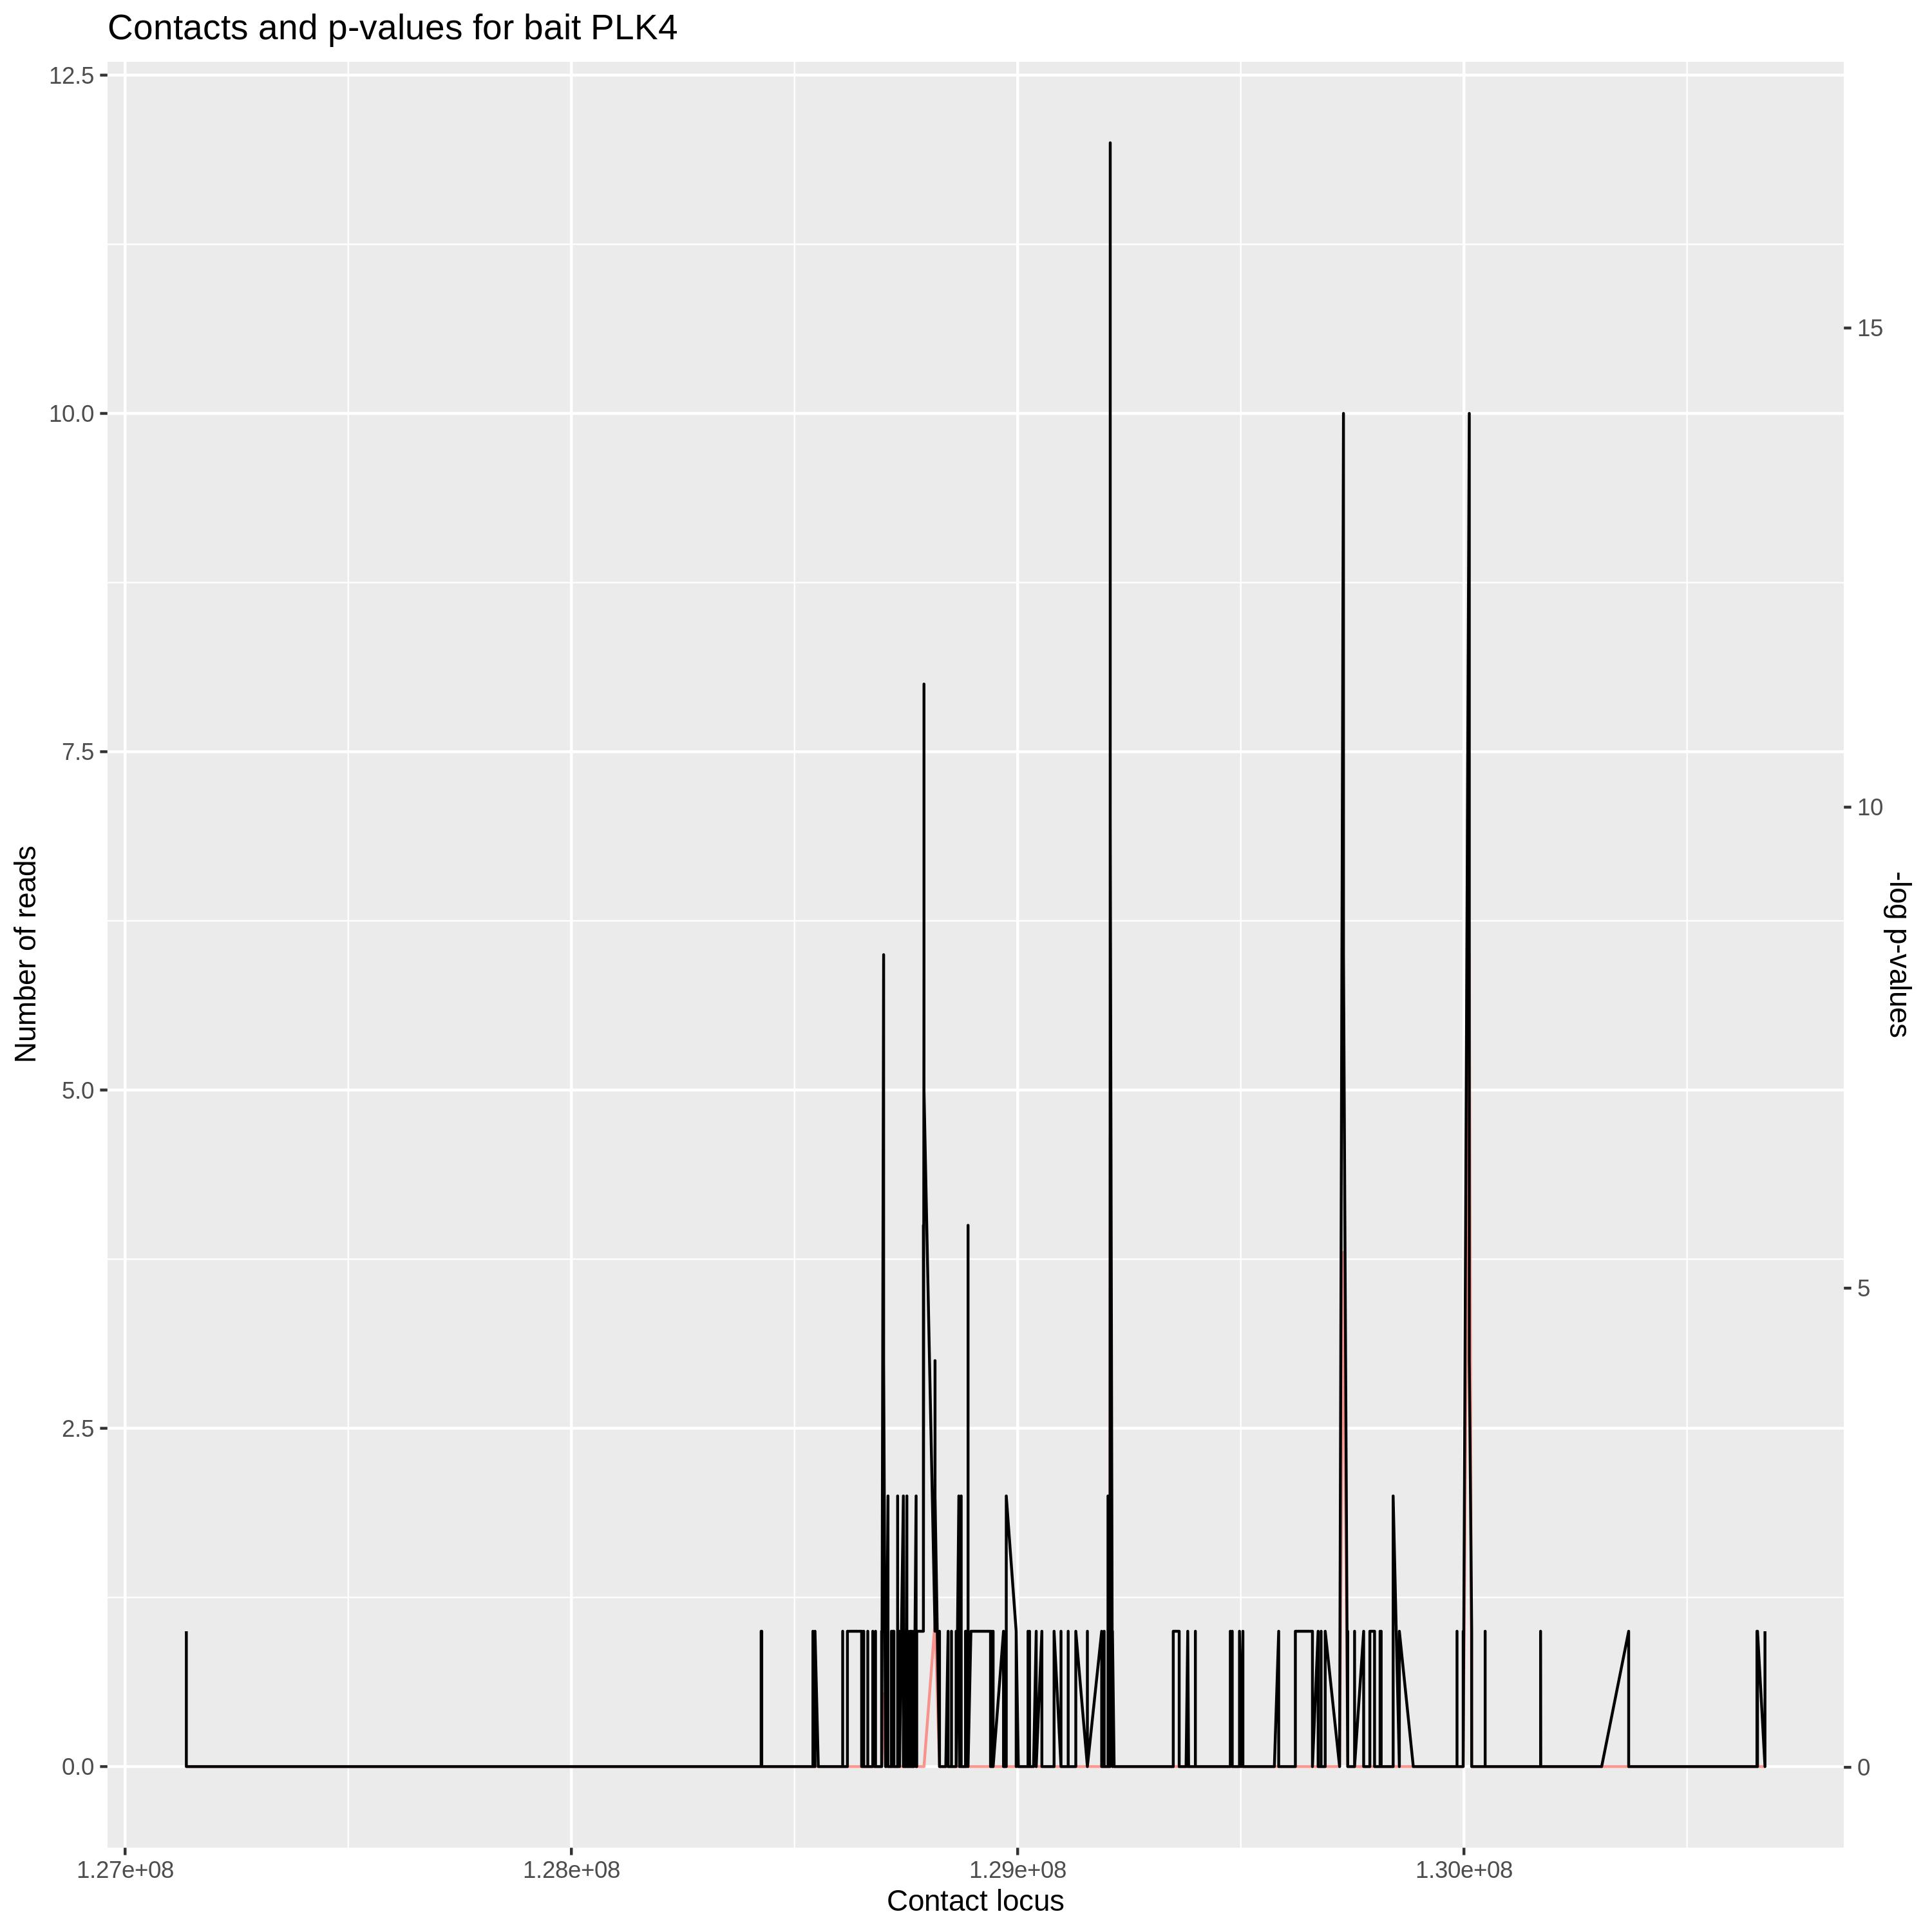 Contacts and p-values for bait PLK4
12.5
10.0
7.5
5.0
2.5
0.0
Number of reads
15
10
5
0
-log p-values
1.27e+08
1.28e+08
1.29e+08
1.30e+08
Contact locus